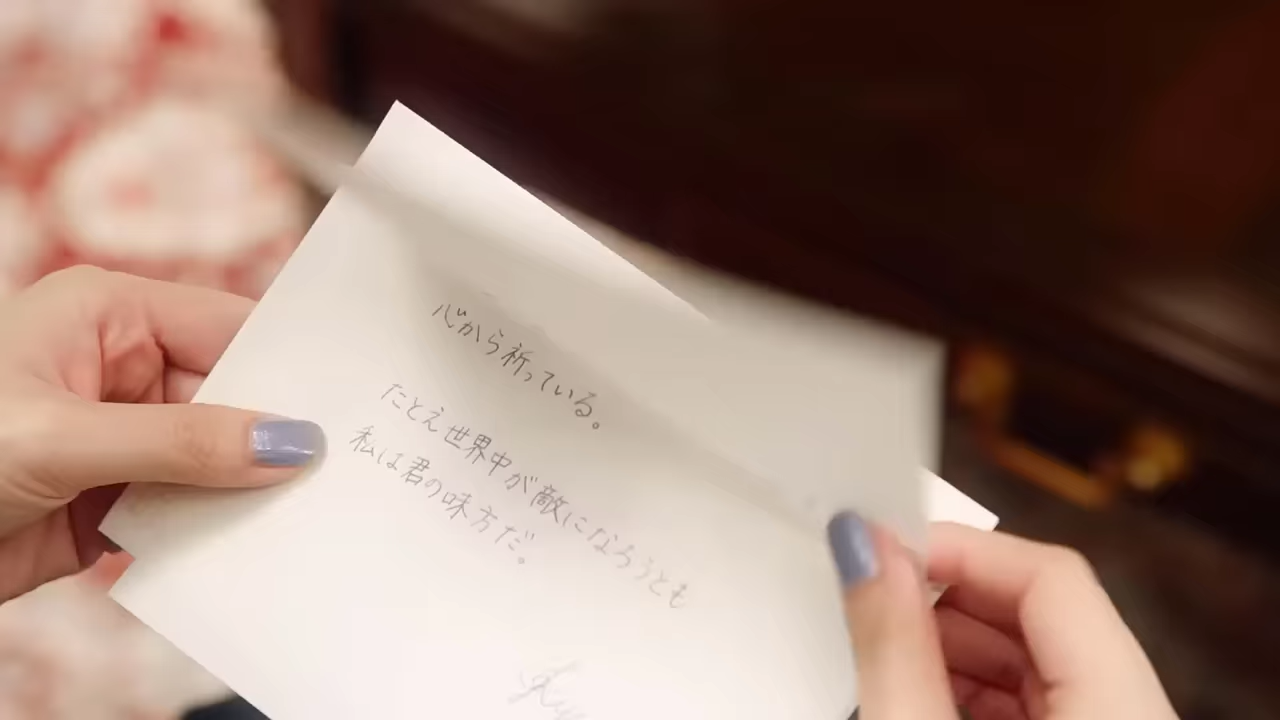 心から祈っている。
たとえ世界中が敵になろうとも
私は君の味方だ。